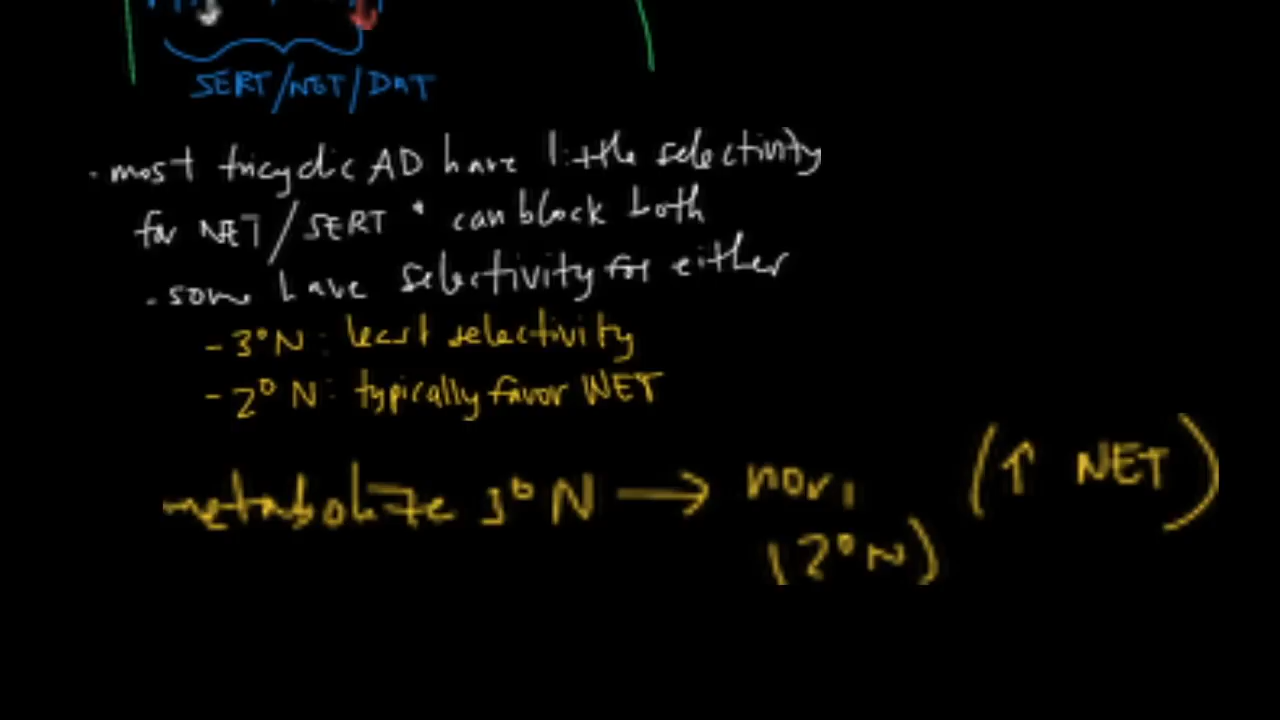 SERT/NET/DAT
• most tricyclic AD have little selectivity
for NET/SERT • can block both
• some have selectivity for either
- 3° N: least selectivity
- 2° N: typically favor NET
metabolize 3° N → nor, (↑ NET)
(2° N)